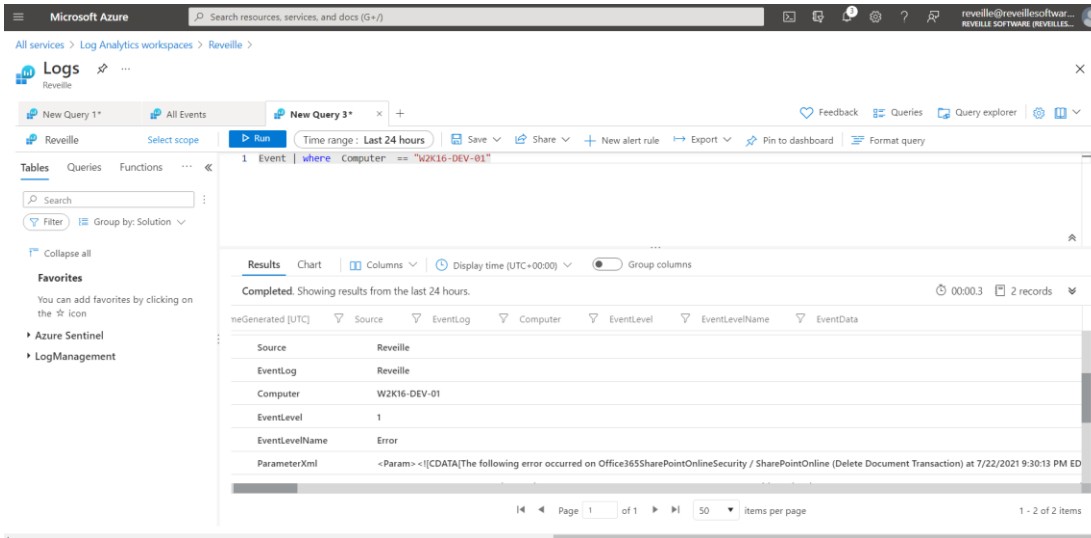 Microsoft Azure
Search resources, services, and docs (G+/)
3
reveille@reveillesoftwar...
REVEILLE SOFTWARE (REVEILLES...
All services > Log Analytics workspaces > Reveille >
Logs
Reveille
New Query 1*
All Events
New Query 3*
Feedback
Queries
Query explorer
Reveille
Select scope
Run
Time range : Last 24 hours
Save
Share
New alert rule
Export
Pin to dashboard
Format query
Tables Queries Functions ... «
1 Event | where Computer == "W2K16-DEV-01"
Search
Filter
Group by: Solution
Collapse all
Favorites
You can add favorites by clicking on
the ☆ icon
Azure Sentinel
LogManagement
Results Chart Columns Display time (UTC+00:00) Group columns
Completed. Showing results from the last 24 hours.
00:00.3 2 records
meGenerated [UTC] Source EventLog Computer EventLevel EventLevelName EventData
Source Reveille
EventLog Reveille
Computer W2K16-DEV-01
EventLevel 1
EventLevelName Error
ParameterXml <Param><![CDATA[The following error occurred on Office365SharePointOnlineSecurity / SharePointOnline (Delete Document Transaction) at 7/22/2021 9:30:13 PM ED
Page 1 of 1 50 items per page
1 - 2 of 2 items